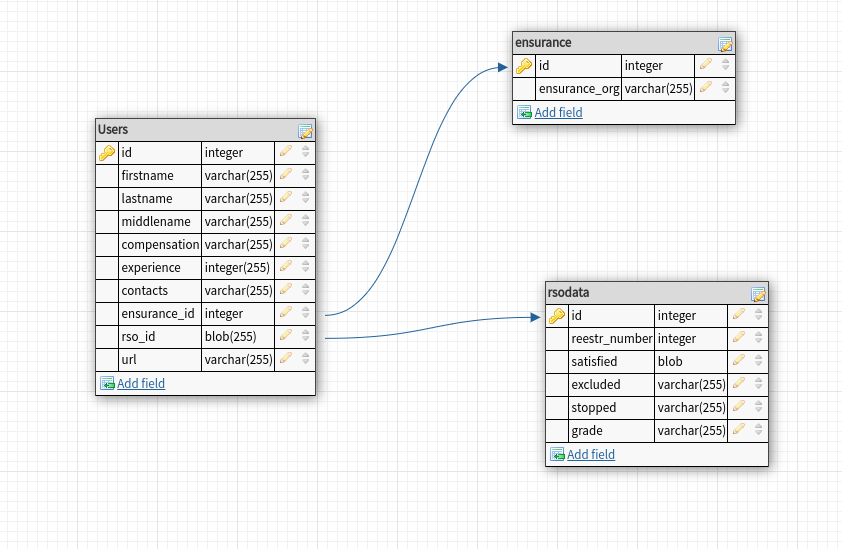 ensurance
id integer
ensurance_org varchar(255)
Add field
Users
id integer
firstname varchar(255)
lastname varchar(255)
middlename varchar(255)
compensation varchar(255)
experience integer(255)
contacts varchar(255)
ensurance_id integer
rso_id blob(255)
url varchar(255)
Add field
rsodata
id integer
reestr_number integer
satisfied blob
excluded varchar(255)
stopped varchar(255)
grade varchar(255)
Add field